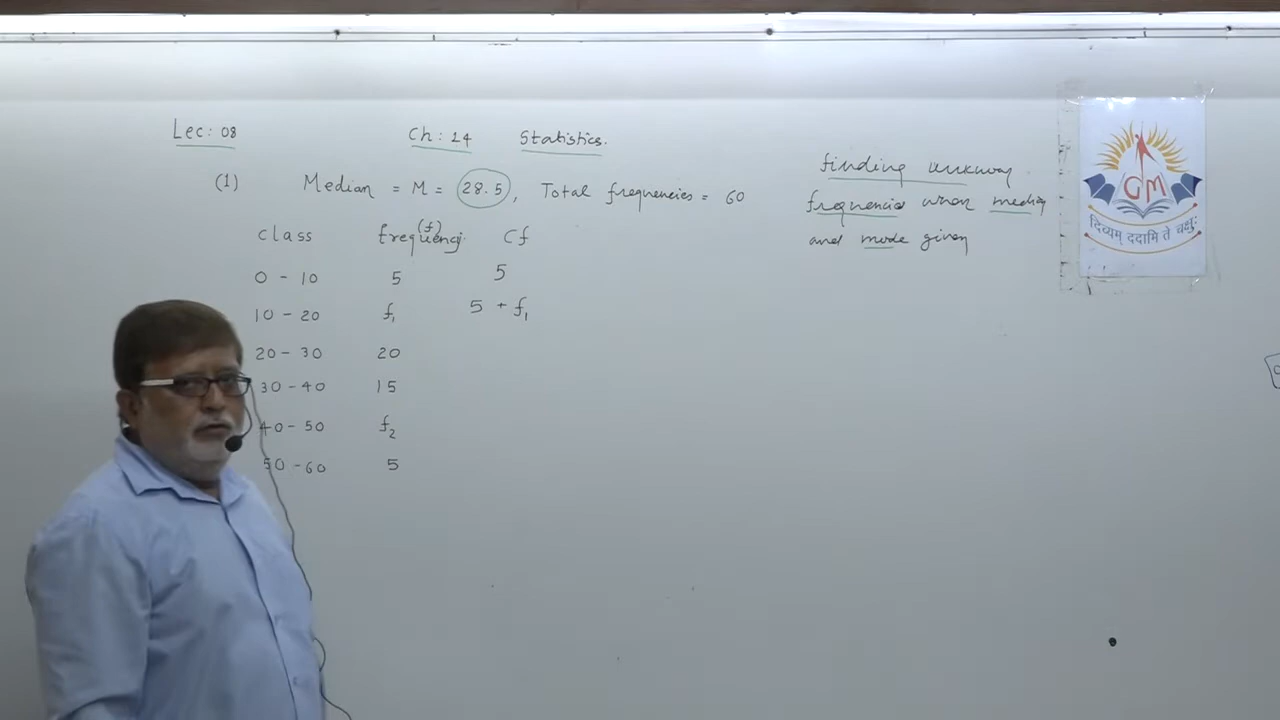 Lec: 08 Ch: 14 Statistics.
(1) Median = M = 28.5, Total frequencies = 60
finding unknown
frequencies when median
and mode given
class frequency (f) cf
0 - 10 5 5
10 - 20 f₁ 5 + f₁
20 - 30 20
30 - 40 15
40 - 50 f₂
50 - 60 5
GM
दिव्यम् ददामि ते चक्षुः